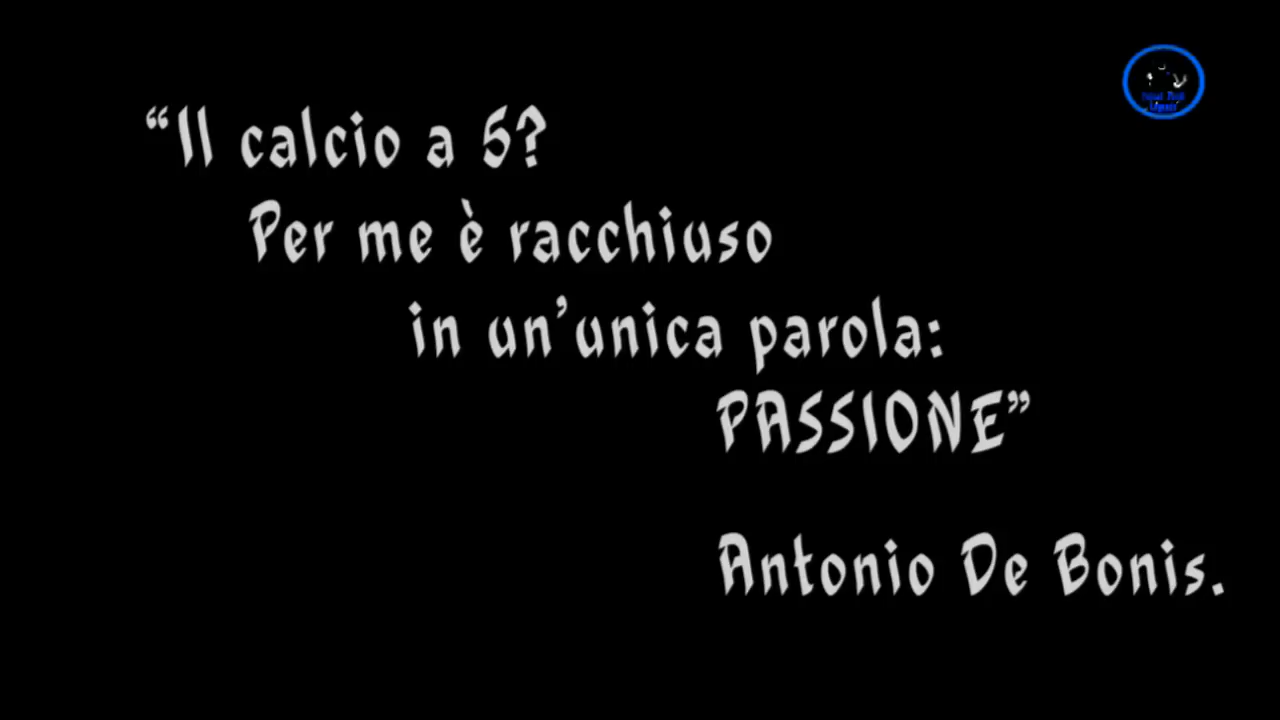 “Il calcio a 5?
Per me è racchiuso
in un’unica parola:
PASSIONE”
Antonio De Bonis.